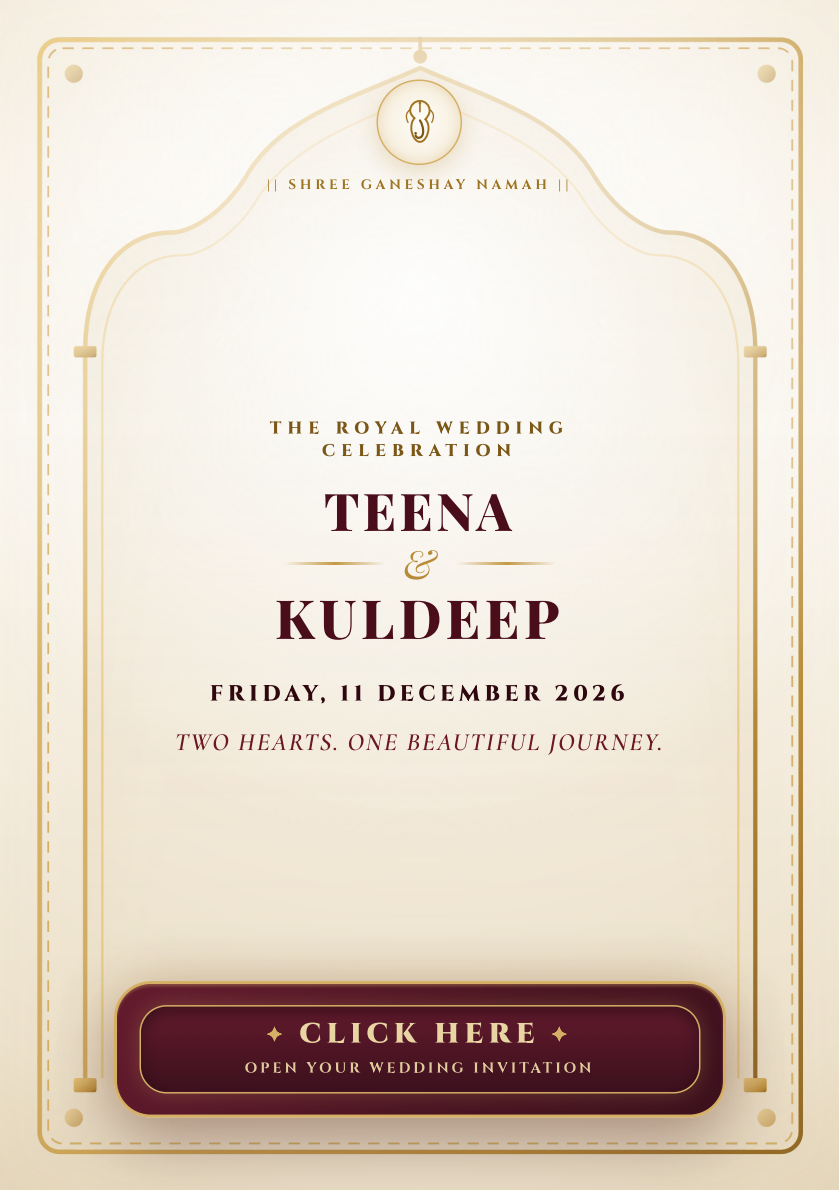 || SHREE GANESHAY NAMAH ||
THE ROYAL WEDDING
CELEBRATION
TEENA
&
KULDEEP
FRIDAY, 11 DECEMBER 2026
TWO HEARTS. ONE BEAUTIFUL JOURNEY.
CLICK HERE
OPEN YOUR WEDDING INVITATION